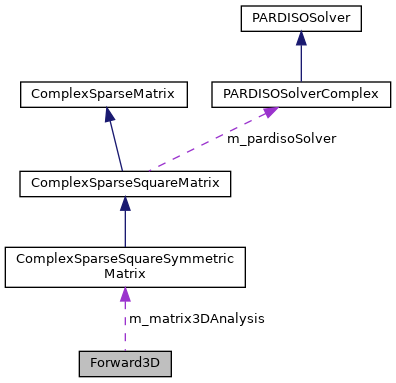 PARDISOSolver
ComplexSparseMatrix
PARDISOSolverComplex
m_pardisoSolver
ComplexSparseSquareMatrix
ComplexSparseSquareSymmetric
Matrix
m_matrix3DAnalysis
Forward3D